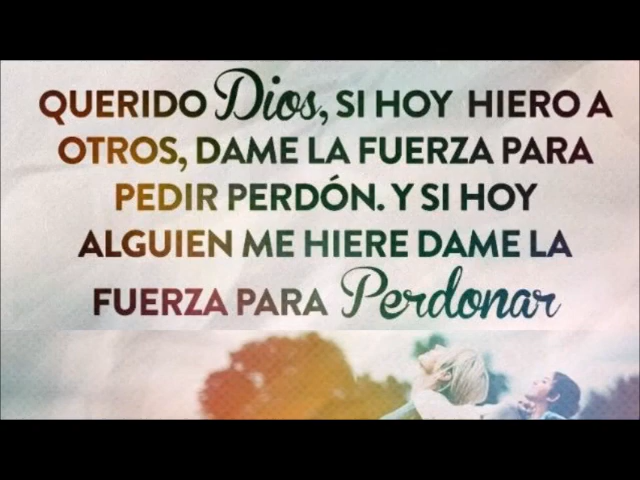 QUERIDO Dios, SI HOY HIERO A
OTROS, DAME LA FUERZA PARA
PEDIR PERDÓN. Y SI HOY
ALGUIEN ME HIERE DAME LA
FUERZA PARA Perdonar